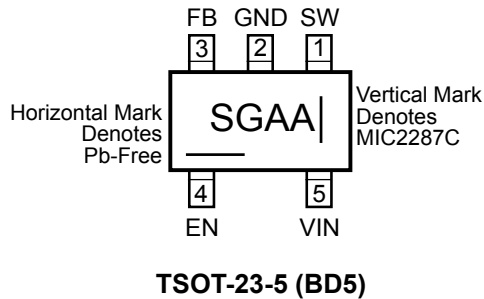 FB GND SW
3 2 1
Horizontal Mark
Denotes
Pb-Free
SGAA|
Vertical Mark
Denotes
MIC2287C
4 5
EN VIN
TSOT-23-5 (BD5)